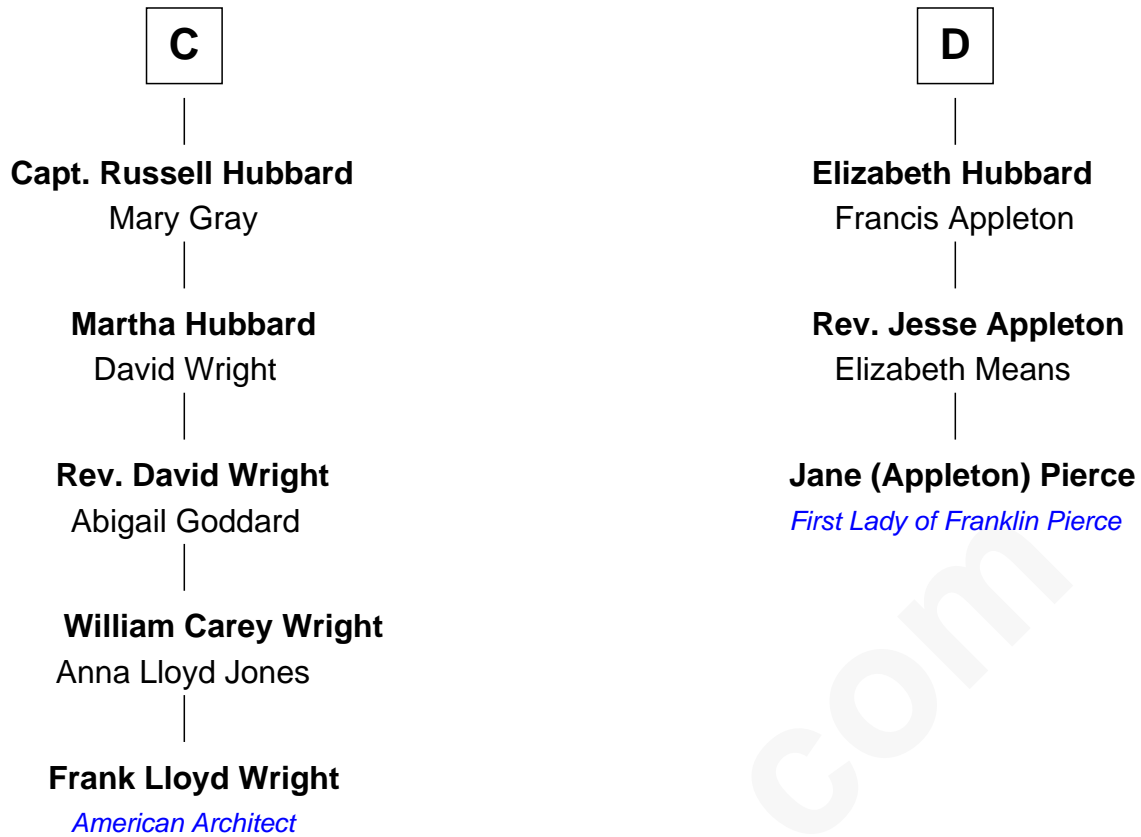 C
Capt. Russell Hubbard
Mary Gray
Martha Hubbard
David Wright
Rev. David Wright
Abigail Goddard
William Carey Wright
Anna Lloyd Jones
Frank Lloyd Wright
American Architect
D
Elizabeth Hubbard
Francis Appleton
Rev. Jesse Appleton
Elizabeth Means
Jane (Appleton) Pierce
First Lady of Franklin Pierce
com